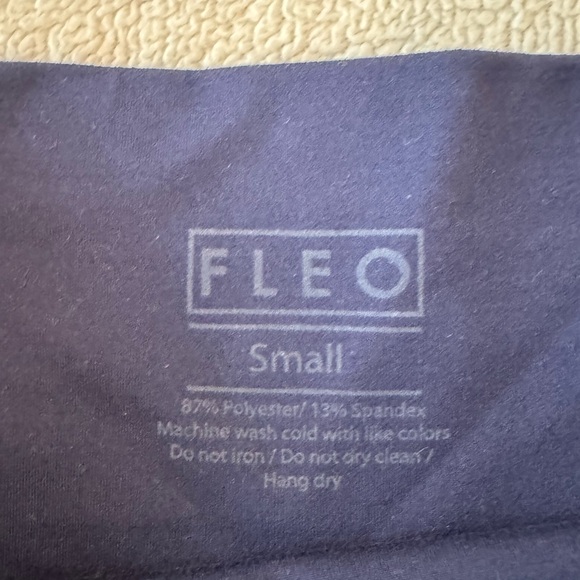 FLEO
Small
87% Polyester/ 13% Spandex
Machine wash cold with like colors
Do not iron / Do not dry clean /
Hang dry